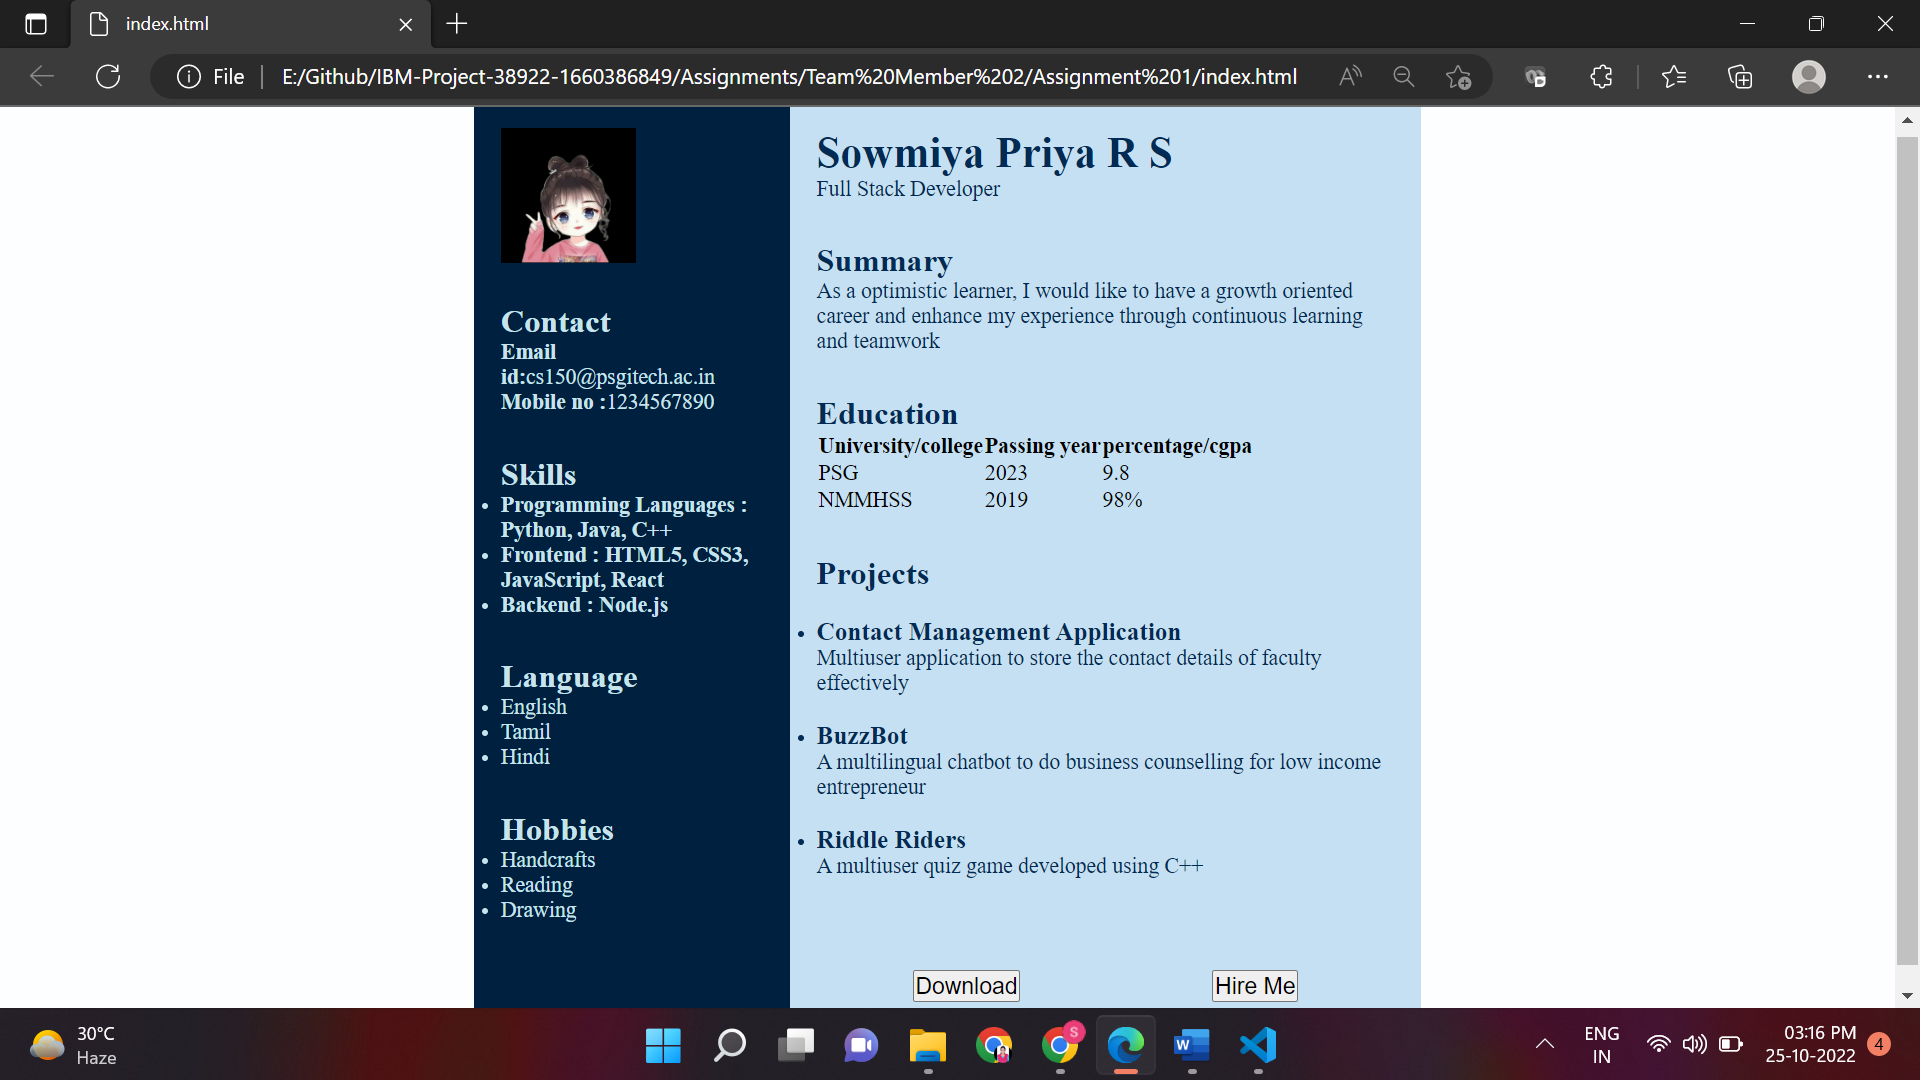 index.html
File
E:/Github/IBM-Project-38922-1660386849/Assignments/Team%20Member%202/Assignment%201/index.html
Contact
Email
id:cs150@psgitech.ac.in
Mobile no :1234567890
Skills
Programming Languages :
Python, Java, C++
Frontend : HTML5, CSS3,
JavaScript, React
Backend : Node.js
Language
English
Tamil
Hindi
Hobbies
Handcrafts
Reading
Drawing
Sowmiya Priya R S
Full Stack Developer
Summary
As a optimistic learner, I would like to have a growth oriented
career and enhance my experience through continuous learning
and teamwork
Education
University/college Passing year percentage/cgpa
PSG 2023 9.8
NMMHSS 2019 98%
Projects
Contact Management Application
Multiuser application to store the contact details of faculty
effectively
BuzzBot
A multilingual chatbot to do business counselling for low income
entrepreneur
Riddle Riders
A multiuser quiz game developed using C++
Download Hire Me
30°C
Haze
S
W
ENG
IN
03:16 PM
25-10-2022
4